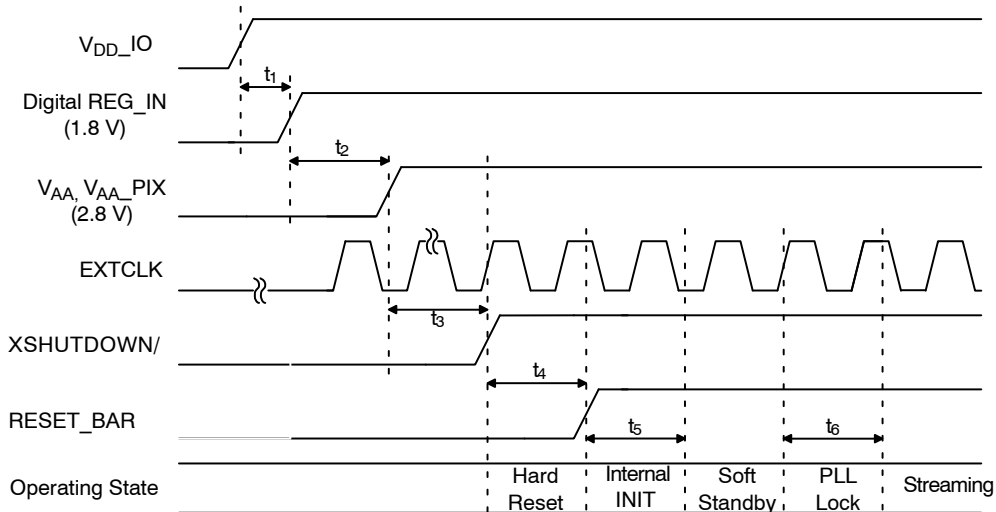 V_DD_IO
t1
Digital REG_IN
(1.8 V)
t2
V_AA, V_AA_PIX
(2.8 V)
EXTCLK
t3
XSHUTDOWN/
t4
RESET_BAR
t5
t6
Operating State
Hard
Reset
Internal
INIT
Soft
Standby
PLL
Lock
Streaming